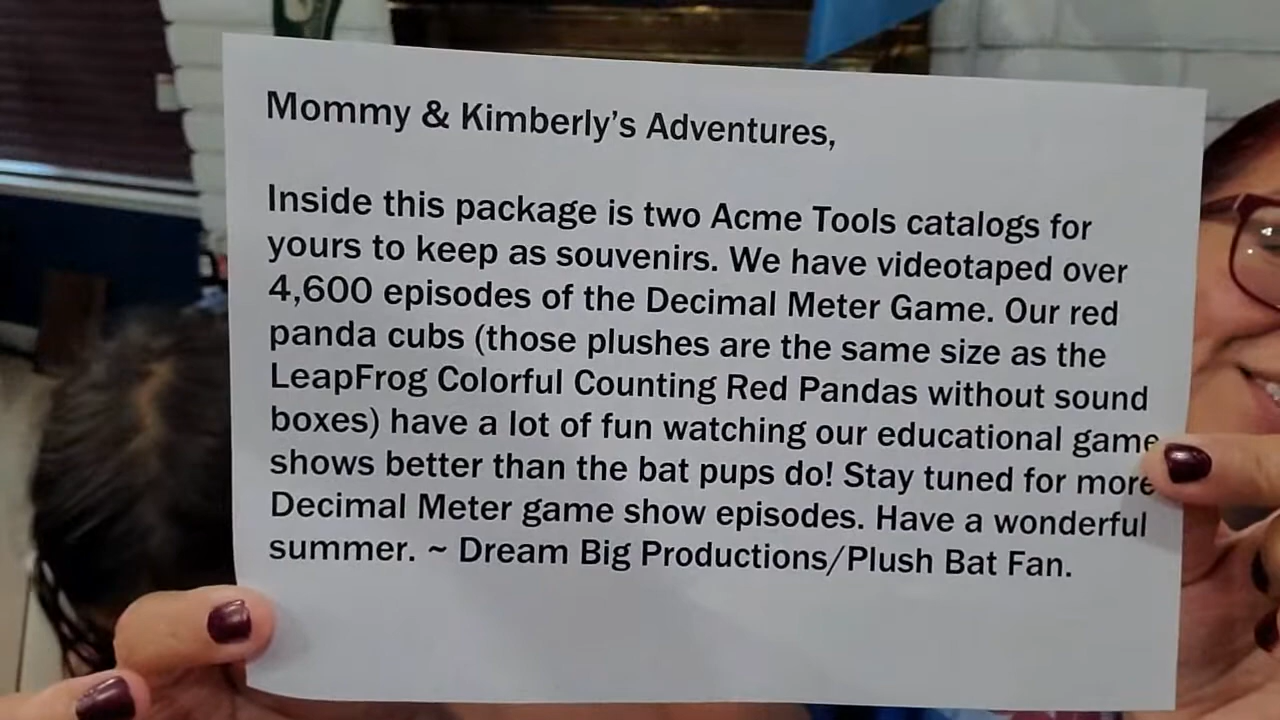 Mommy & Kimberly's Adventures,
Inside this package is two Acme Tools catalogs for
yours to keep as souvenirs. We have videotaped over
4,600 episodes of the Decimal Meter Game. Our red
panda cubs (those plushes are the same size as the
LeapFrog Colorful Counting Red Pandas without sound
boxes) have a lot of fun watching our educational game
shows better than the bat pups do! Stay tuned for more
Decimal Meter game show episodes. Have a wonderful
summer. ~ Dream Big Productions/Plush Bat Fan.